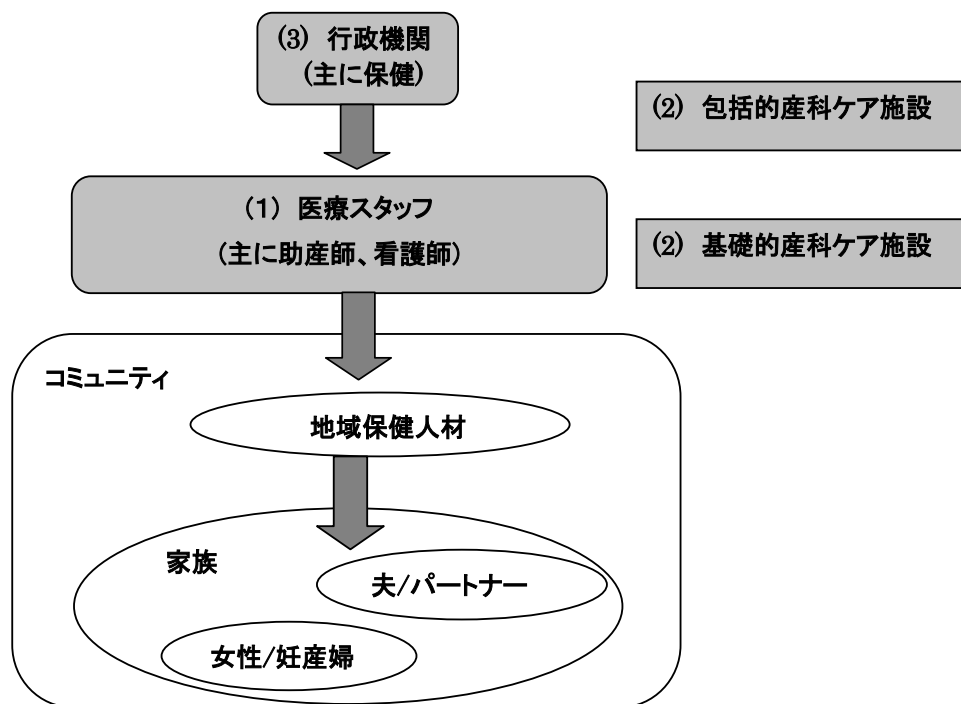 (3) 行政機関
(主に保健)
(2) 包括的産科ケア施設
(1) 医療スタッフ
(主に助産師、看護師)
(2) 基礎的産科ケア施設
コミュニティ
地域保健人材
家族
夫/パートナー
女性/妊産婦